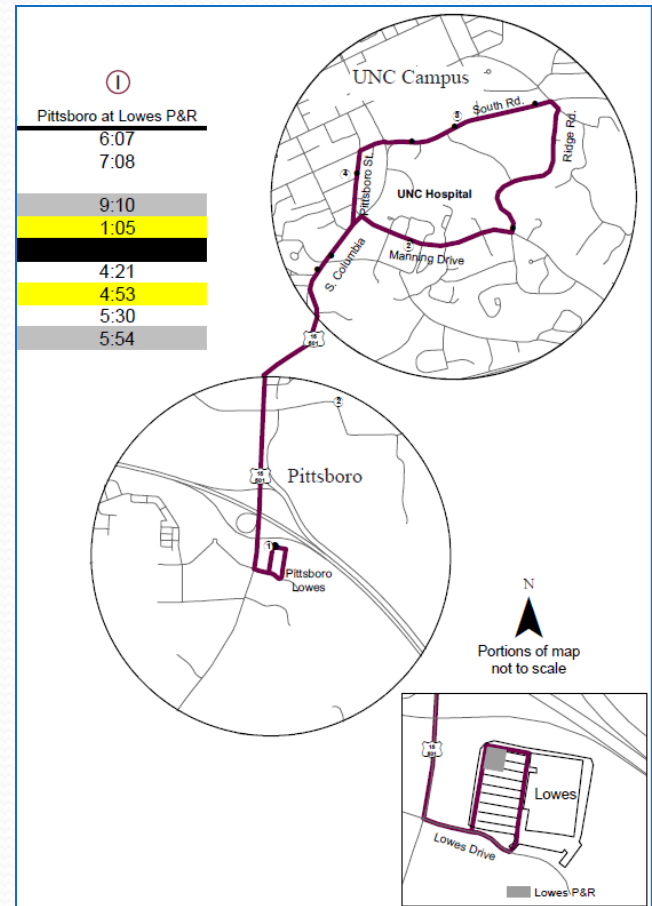 1
Pittsboro at Lowes P&R
6:07
7:08
9:10
1:05
4:21
4:53
5:30
5:54
UNC Campus
South Rd.
5
Ridge Rd.
4
Pittsboro St.
UNC Hospital
2
Manning Drive
S. Columbia
15
501
2
15
501
Pittsboro
1
Pittsboro
Lowes
N
Portions of map
not to scale
15
501
Lowes
Lowes Drive
Lowes P&R